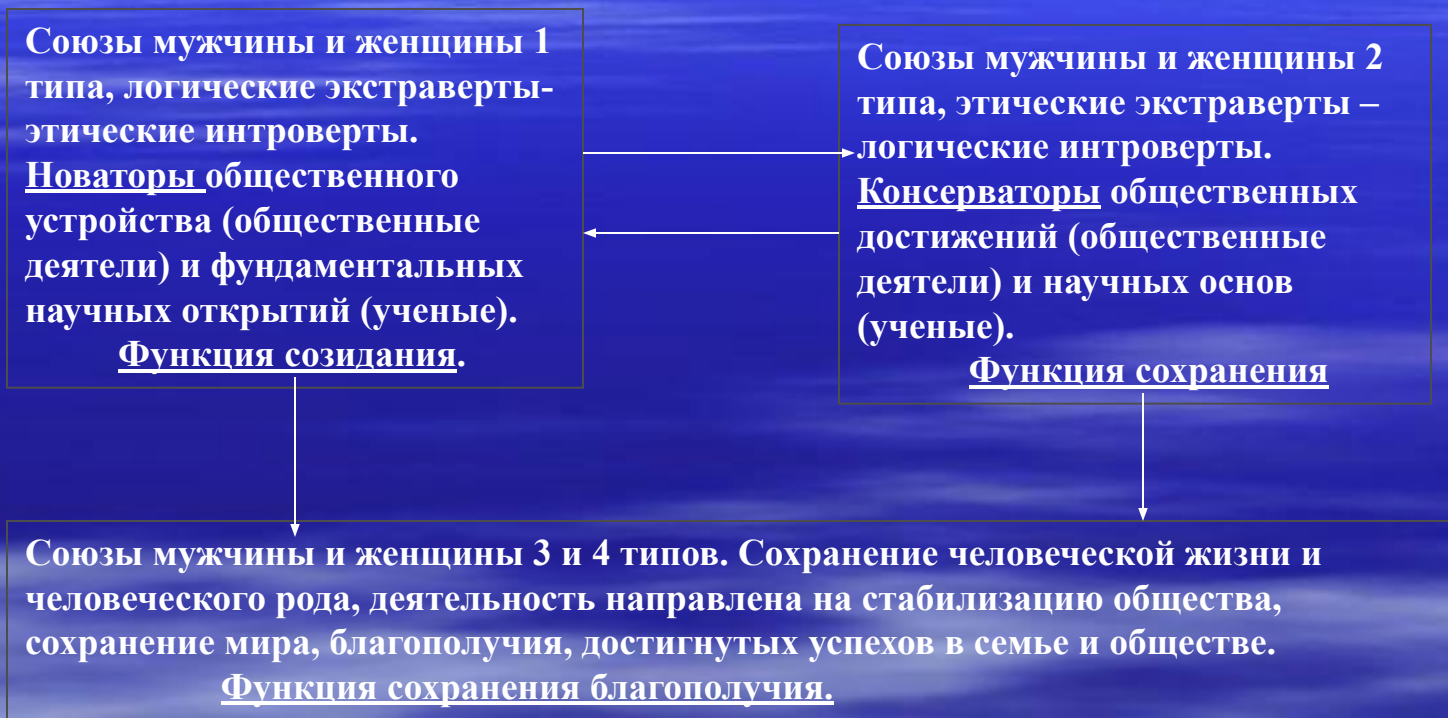 Союзы мужчины и женщины 1
типа, логические экстраверты-
этические интроверты.
Новаторы общественного
устройства (общественные
деятели) и фундаментальных
научных открытий (ученые).
Функция созидания.
Союзы мужчины и женщины 2
типа, этические экстраверты –
логические интроверты.
Консерваторы общественных
достижений (общественные
деятели) и научных основ
(ученые).
Функция сохранения
Союзы мужчины и женщины 3 и 4 типов. Сохранение человеческой жизни и
человеческого рода, деятельность направлена на стабилизацию общества,
сохранение мира, благополучия, достигнутых успехов в семье и обществе.
Функция сохранения благополучия.